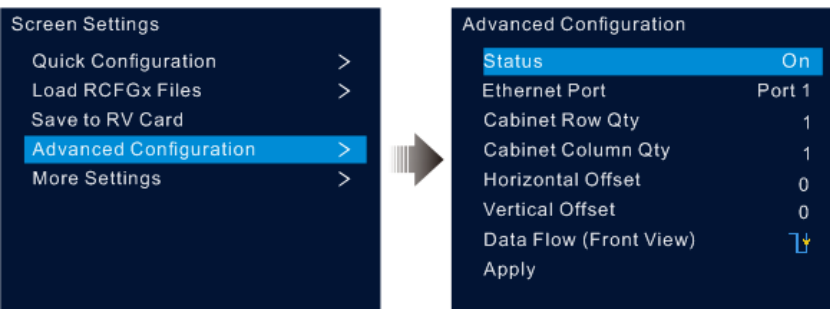 Screen Settings
Quick Configuration >
Load RCFGx Files >
Save to RV Card
Advanced Configuration >
More Settings >
Advanced Configuration
Status On
Ethernet Port Port 1
Cabinet Row Qty 1
Cabinet Column Qty 1
Horizontal Offset 0
Vertical Offset 0
Data Flow (Front View)
Apply